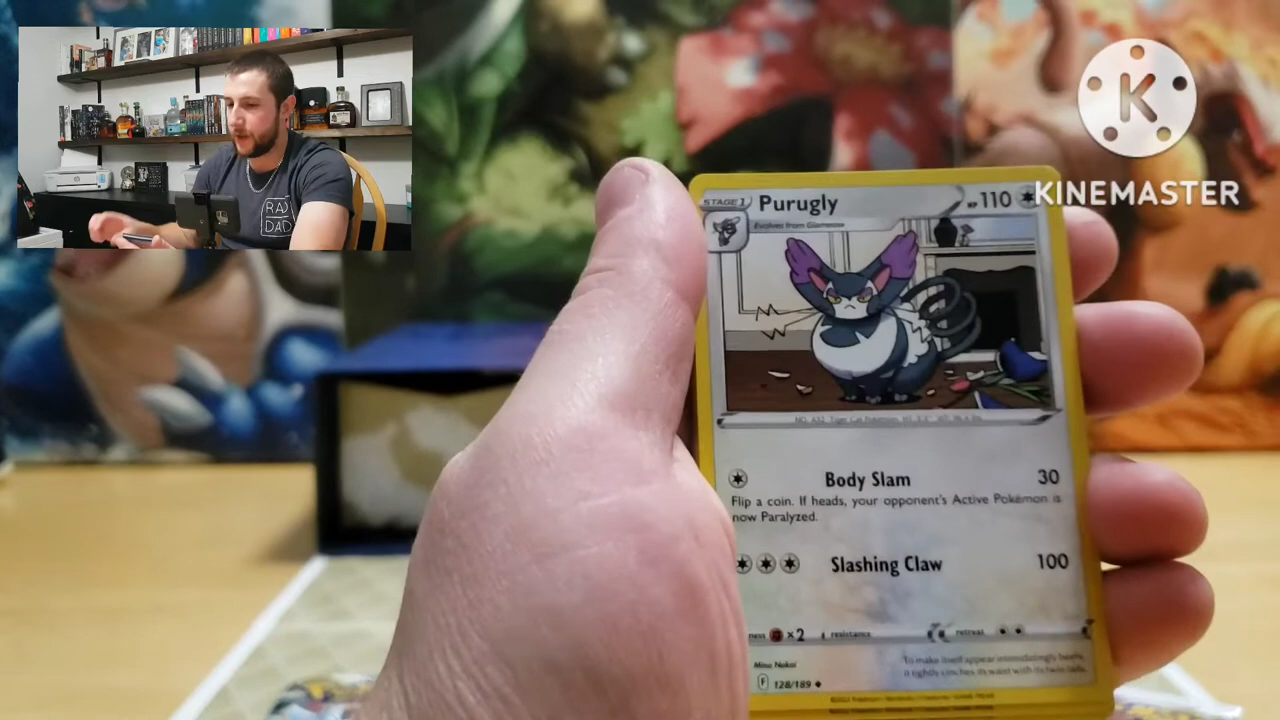 K
KINEMASTER
RAD
DAD
STAGE 1
Purugly
HP 110
Evolves from Glameow
Body Slam 30
Flip a coin. If heads, your opponent's Active Pokémon is
now Paralyzed.
Slashing Claw 100
ness ×2 resistance retreat
To make itself appear intimidatingly beefy,
it tightly cinches its waist with its twin tails.
Misa Nakai
F 128/189